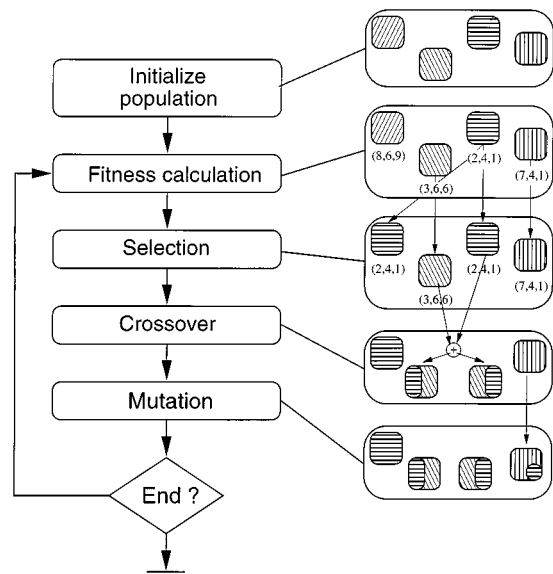 Initialize
population
Fitness calculation
(8,6,9)
(2,4,1)
(3,6,6)
(7,4,1)
Selection
(2,4,1)
(2,4,1)
(7,4,1)
(3,6,6)
Crossover
+
Mutation
End ?